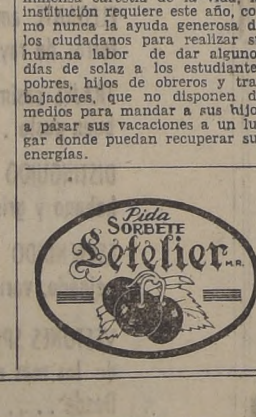 institución requiere este año, co
mo nunca la ayuda generosa d
los ciudadanos para realizar s
humana labor de dar alguno
días de solaz a los estudiante
pobres, hijos de obreros y tra
bajadores, que no disponen d
medios para mandar a sus hijo
a pasar sus vacaciones a un lu
gar donde puedan recuperar su
energías.
Pida
SORBETE
Letelier
M.R.